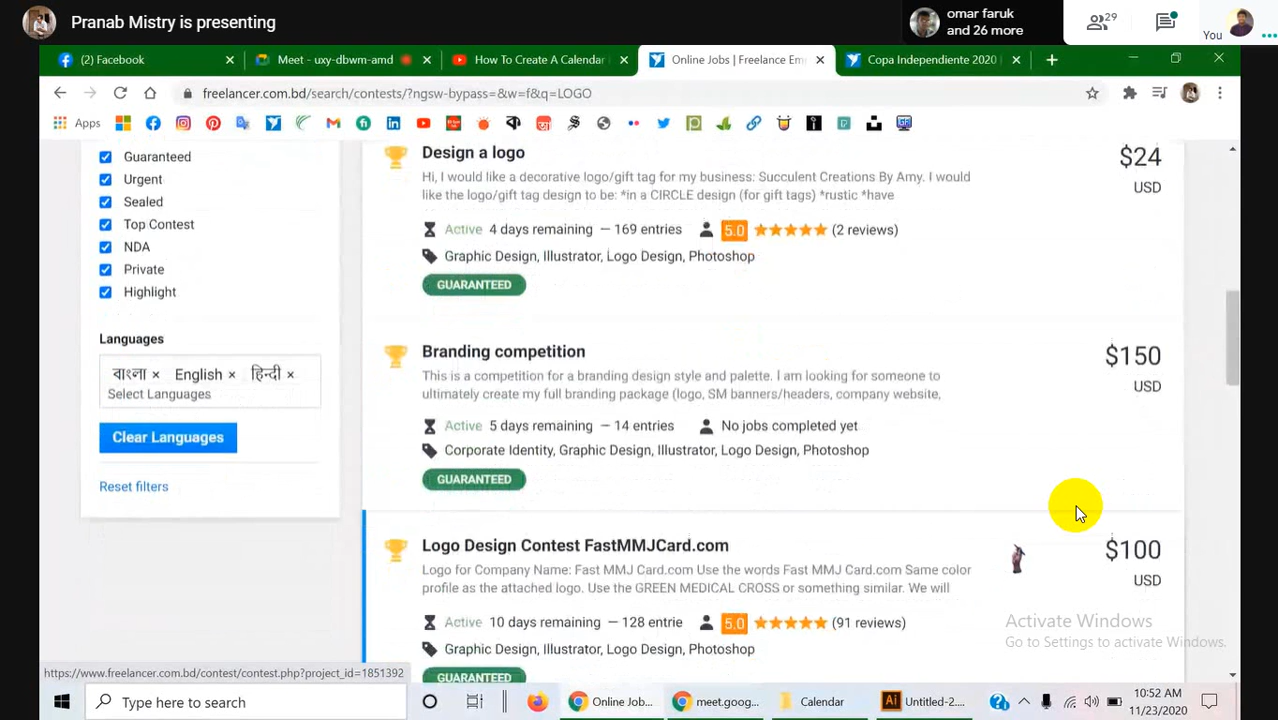 Pranab Mistry is presenting
omar faruk
and 26 more
29
You
(2) Facebook
Meet - uxy-dbwm-amd
How To Create A Calendar
Online Jobs | Freelance Em
Copa Independiente 2020 |
freelancer.com.bd/search/contests/?ngsw-bypass=&w=f&q=LOGO
Apps
Guaranteed
Urgent
Sealed
Top Contest
NDA
Private
Highlight
Languages
বাংলা × English × हिन्दी ×
Select Languages
Clear Languages
Reset filters
Design a logo
$24
USD
Hi, I would like a decorative logo/gift tag for my business: Succulent Creations By Amy. I would
like the logo/gift tag design to be: *in a CIRCLE design (for gift tags) *rustic *have
Active 4 days remaining — 169 entries 5.0 (2 reviews)
Graphic Design, Illustrator, Logo Design, Photoshop
GUARANTEED
Branding competition
$150
USD
This is a competition for a branding design style and palette. I am looking for someone to
ultimately create my full branding package (logo, SM banners/headers, company website,
Active 5 days remaining — 14 entries No jobs completed yet
Corporate Identity, Graphic Design, Illustrator, Logo Design, Photoshop
GUARANTEED
Logo Design Contest FastMMJCard.com
$100
USD
Logo for Company Name: Fast MMJ Card.com Use the words Fast MMJ Card.com Same color
profile as the attached logo. Use the GREEN MEDICAL CROSS or something similar. We will
Active 10 days remaining — 128 entrie 5.0 (91 reviews)
Graphic Design, Illustrator, Logo Design, Photoshop
GUARANTEED
Activate Windows
Go to Settings to activate Windows.
https://www.freelancer.com.bd/contest/contest.php?project_id=1851392
Type here to search
Online Job...
meet.goog...
Calendar
Untitled-2....
10:52 AM
11/23/2020